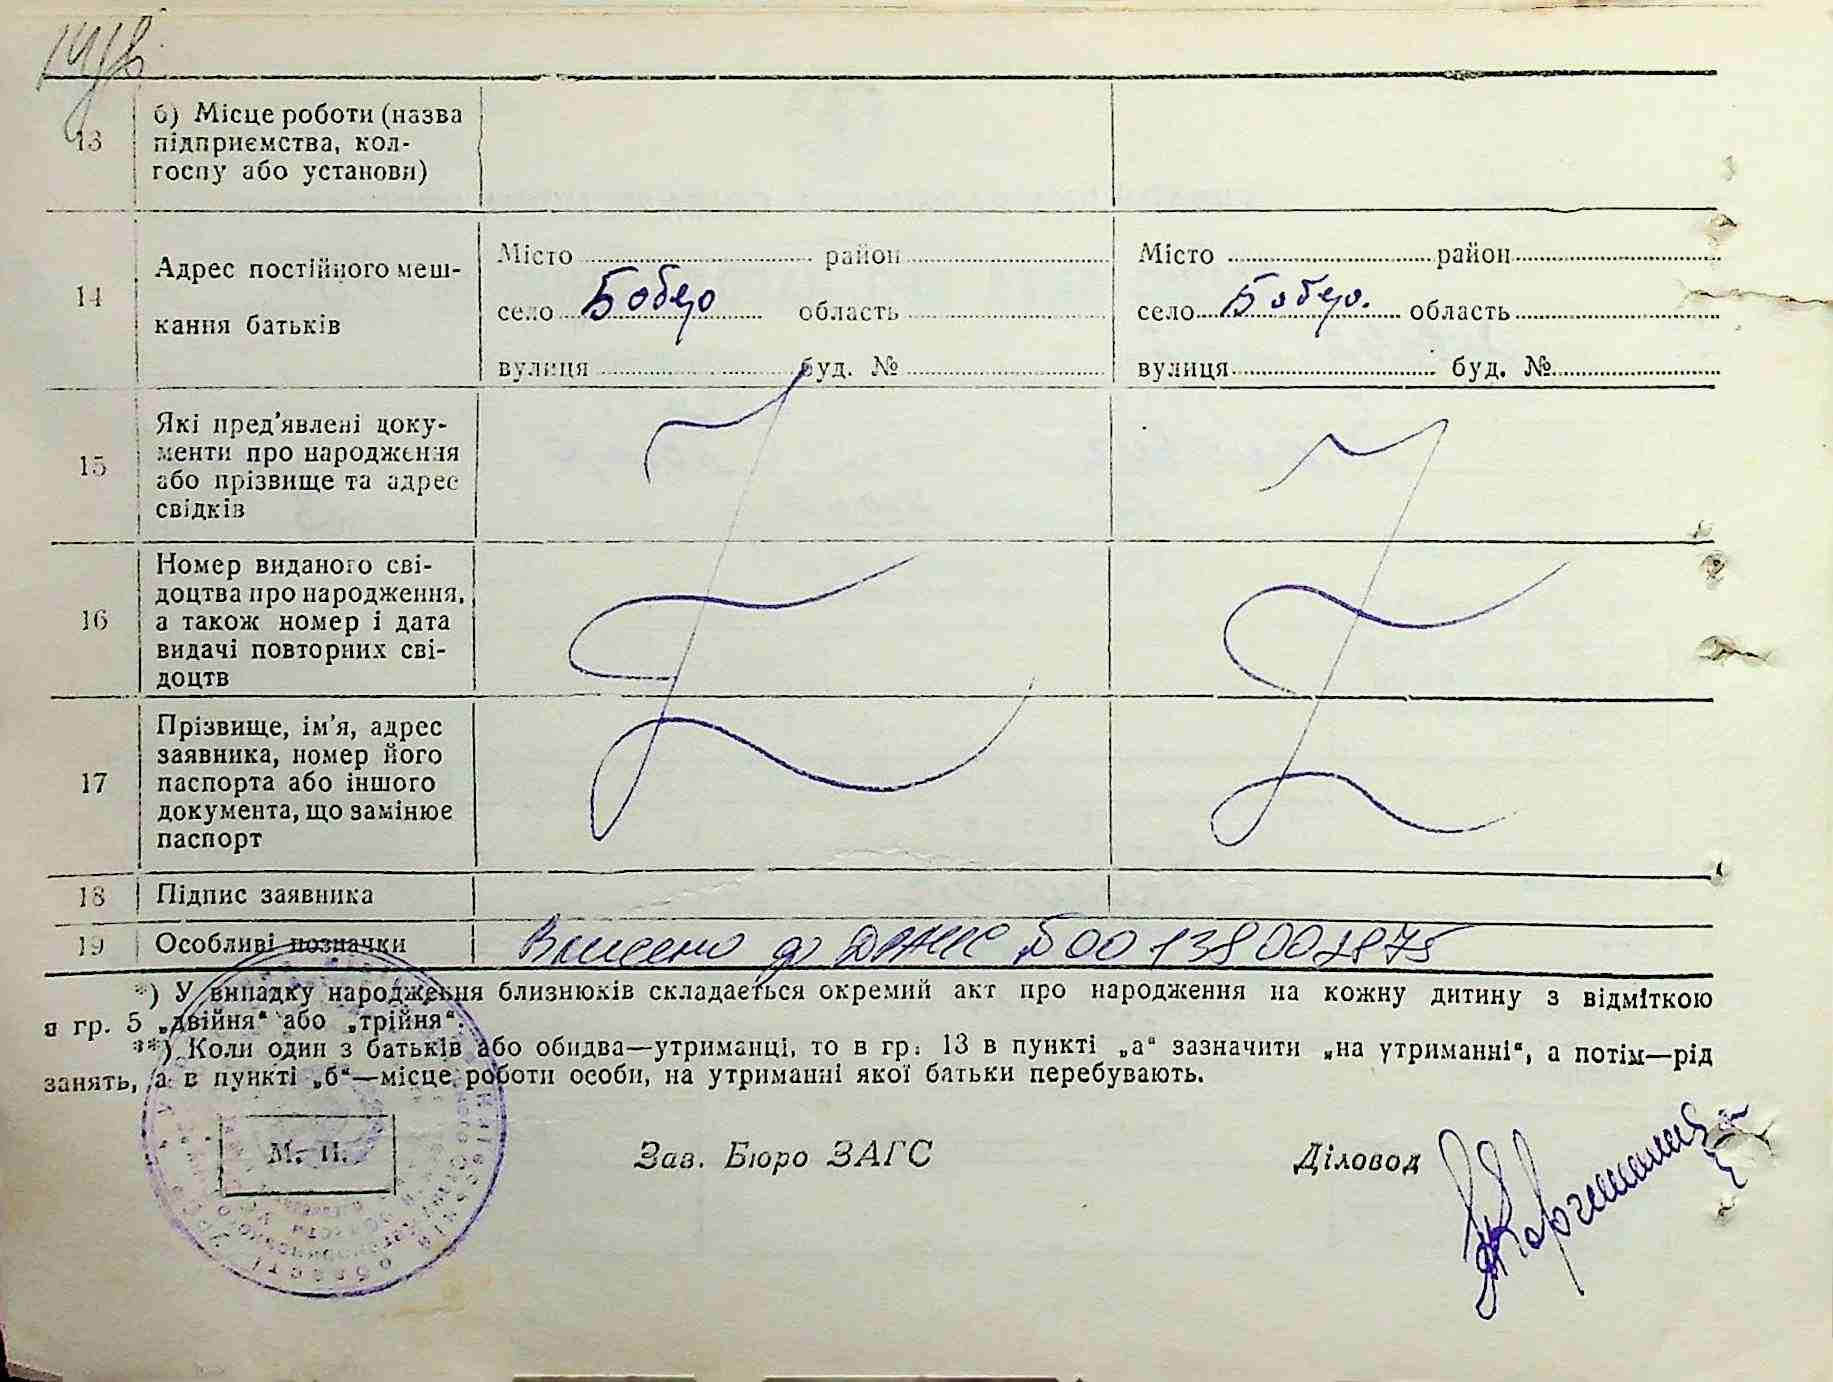 13 б) Місце роботи (назва
підприємства, кол-
госпу або установи)
14 Адрес постійного меш-
кання батьків
Місто район
село Бобер область
вулиця буд. №
Місто район
село Бобер. область
вулиця буд. №
15 Які пред'явлені доку-
менти про народження
або прізвище та адрес
свідків
16 Номер виданого сві-
доцтва про народження,
а також номер і дата
видачі повторних сві-
доцтв
17 Прізвище, ім'я, адрес
заявника, номер його
паспорта або іншого
документа, що замінює
паспорт
18 Підпис заявника
19 Особливі позначки Внесено до
*) У випадку народження близнюків складається окремий акт про народження на кожну дитину з відміткою
в гр. 5 „двійня“ або „трійня“.
**) Коли один з батьків або обидва—утриманці, то в гр. 13 в пункті „а“ зазначити „на утриманні“, а потім—рід
занять, а в пункті „б“—місце роботи особи, на утриманні якої батьки перебувають.
М. П.
Зав. Бюро ЗАГС Діловод